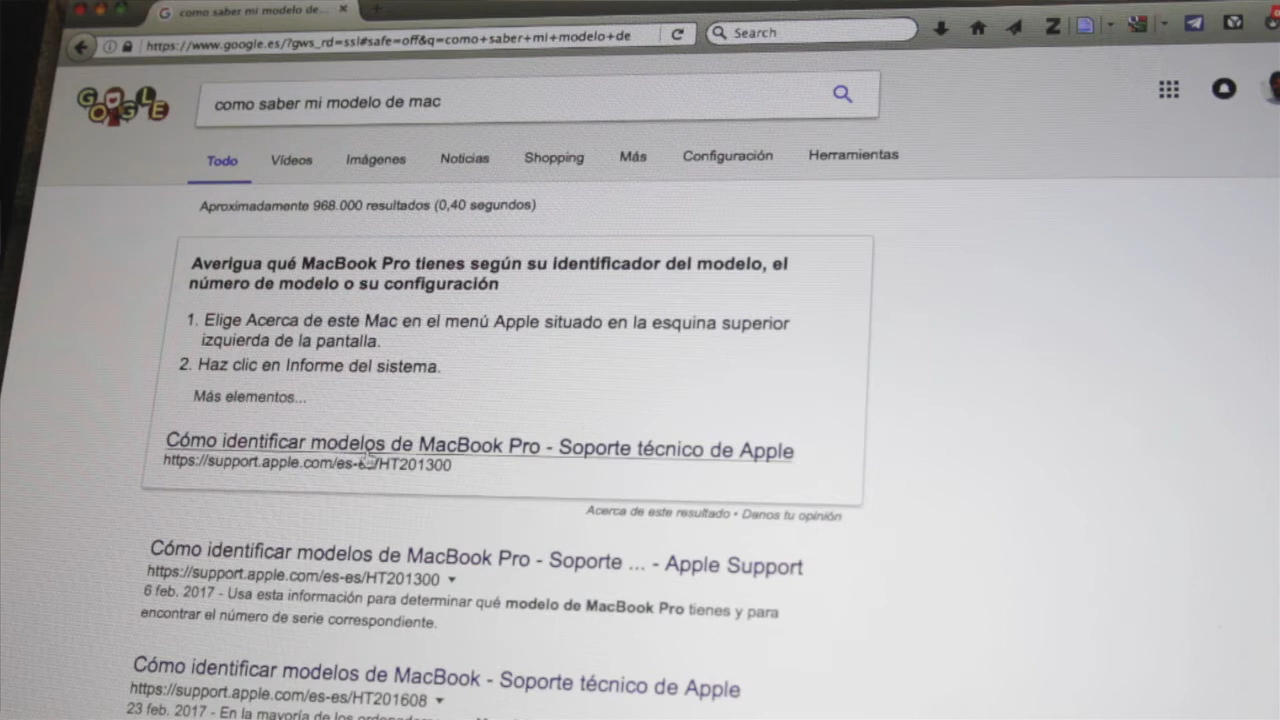 como saber mi modelo de...
https://www.google.es/?gws_rd=ssl#safe=off&q=como+saber+mi+modelo+de
Search
GOOGLE
como saber mi modelo de mac
Todo Vídeos Imágenes Noticias Shopping Más Configuración Herramientas
Aproximadamente 968.000 resultados (0,40 segundos)
Averigua qué MacBook Pro tienes según su identificador del modelo, el
número de modelo o su configuración
1. Elige Acerca de este Mac en el menú Apple situado en la esquina superior
izquierda de la pantalla.
2. Haz clic en Informe del sistema.
Más elementos...
Cómo identificar modelos de MacBook Pro - Soporte técnico de Apple
https://support.apple.com/es-es/HT201300
Acerca de este resultado • Danos tu opinión
Cómo identificar modelos de MacBook Pro - Soporte ... - Apple Support
https://support.apple.com/es-es/HT201300
6 feb. 2017 - Usa esta información para determinar qué modelo de MacBook Pro tienes y para
encontrar el número de serie correspondiente.
Cómo identificar modelos de MacBook - Soporte técnico de Apple
https://support.apple.com/es-es/HT201608
23 feb. 2017 - En la mayoría de los